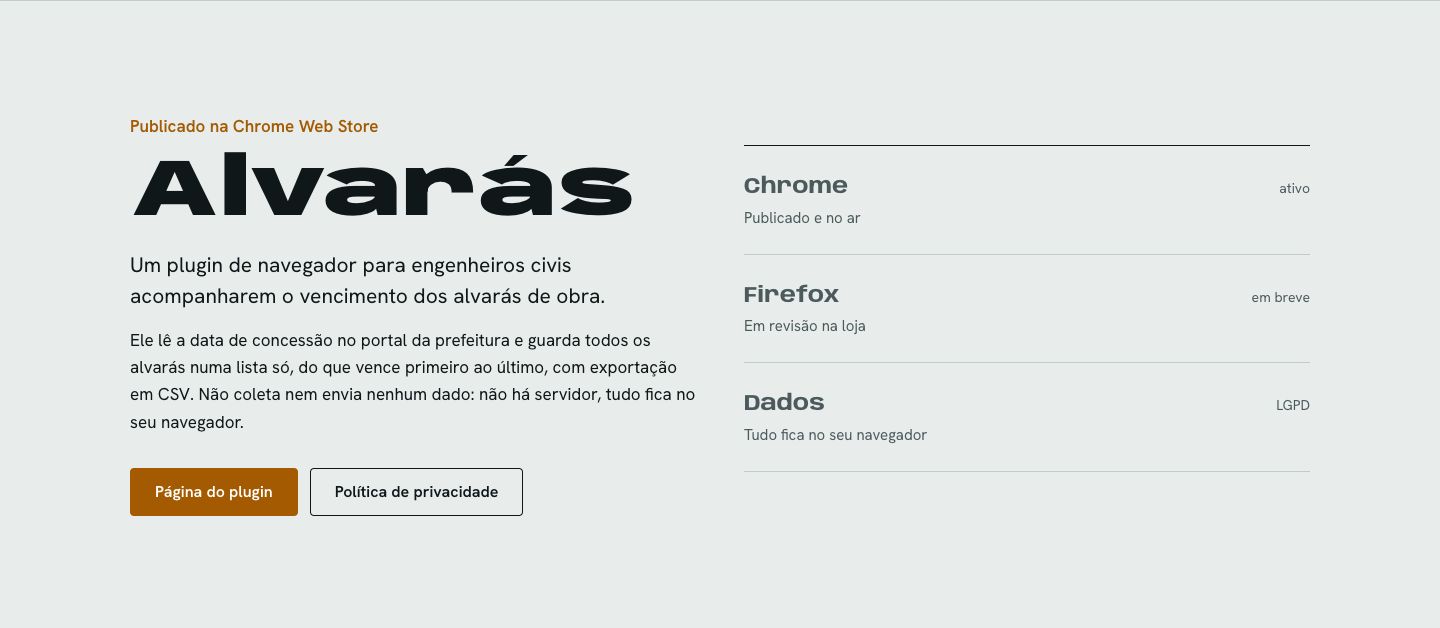 Publicado na Chrome Web Store
Alvarás
Um plugin de navegador para engenheiros civis
acompanharem o vencimento dos alvarás de obra.
Ele lê a data de concessão no portal da prefeitura e guarda todos os
alvarás numa lista só, do que vence primeiro ao último, com exportação
em CSV. Não coleta nem envia nenhum dado: não há servidor, tudo fica no
seu navegador.
Página do plugin
Política de privacidade
Chrome
ativo
Publicado e no ar
Firefox
em breve
Em revisão na loja
Dados
LGPD
Tudo fica no seu navegador